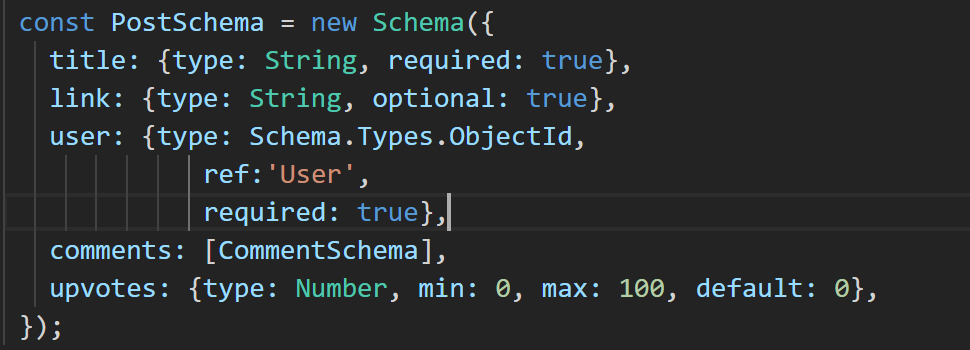 const PostSchema = new Schema({
  title: {type: String, required: true},
  link: {type: String, optional: true},
  user: {type: Schema.Types.ObjectId,
            ref:'User',
            required: true},
  comments: [CommentSchema],
  upvotes: {type: Number, min: 0, max: 100, default: 0},
});